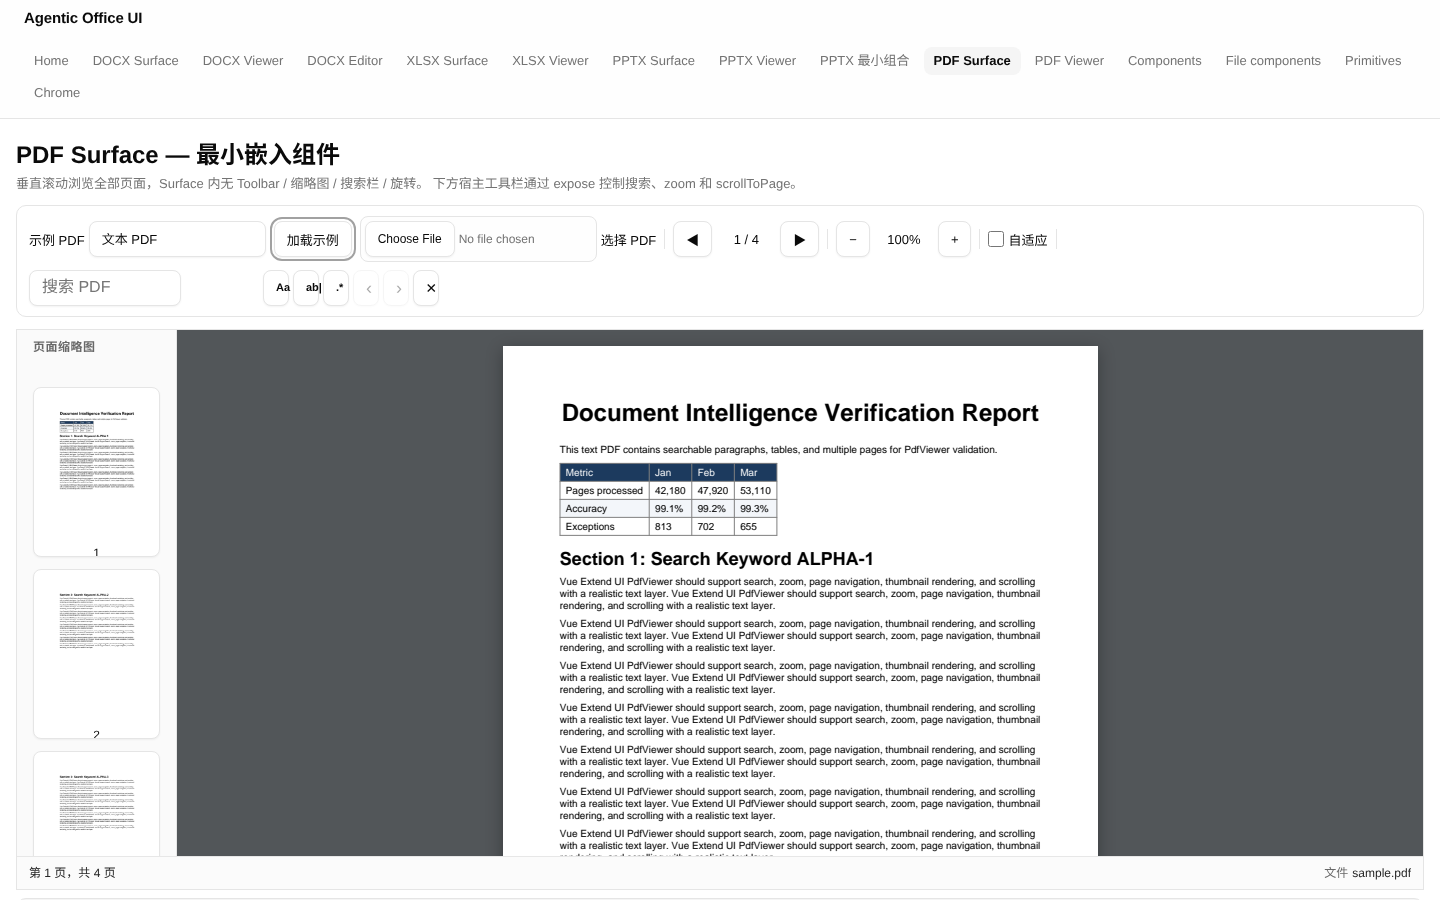 Agentic Office UI
Home DOCX Surface DOCX Viewer DOCX Editor XLSX Surface XLSX Viewer PPTX Surface PPTX Viewer PPTX 最小组合 PDF Surface PDF Viewer Components File components Primitives
Chrome
PDF Surface — 最小嵌入组件
垂直滚动浏览全部页面，Surface 内无 Toolbar / 缩略图 / 搜索栏 / 旋转。 下方宿主工具栏通过 expose 控制搜索、zoom 和 scrollToPage。
示例 PDF 文本 PDF 加载示例 Choose File No file chosen 选择 PDF ◀ 1 / 4 ▶ − 100% + 自适应
搜索 PDF Aa ab| .* ‹ › ✕
页面缩略图
Document Intelligence Verification Report
Section 1: Search Keyword ALPHA-1
1
2
Document Intelligence Verification Report
This text PDF contains searchable paragraphs, tables, and multiple pages for PdfViewer validation.
Metric Jan Feb Mar
Pages processed 42,180 47,920 53,110
Accuracy 99.1% 99.2% 99.3%
Exceptions 813 702 655
Section 1: Search Keyword ALPHA-1
Vue Extend UI PdfViewer should support search, zoom, page navigation, thumbnail rendering, and scrolling
with a realistic text layer. Vue Extend UI PdfViewer should support search, zoom, page navigation, thumbnail
rendering, and scrolling with a realistic text layer.
Vue Extend UI PdfViewer should support search, zoom, page navigation, thumbnail rendering, and scrolling
with a realistic text layer. Vue Extend UI PdfViewer should support search, zoom, page navigation, thumbnail
rendering, and scrolling with a realistic text layer.
Vue Extend UI PdfViewer should support search, zoom, page navigation, thumbnail rendering, and scrolling
with a realistic text layer. Vue Extend UI PdfViewer should support search, zoom, page navigation, thumbnail
rendering, and scrolling with a realistic text layer.
Vue Extend UI PdfViewer should support search, zoom, page navigation, thumbnail rendering, and scrolling
with a realistic text layer. Vue Extend UI PdfViewer should support search, zoom, page navigation, thumbnail
rendering, and scrolling with a realistic text layer.
Vue Extend UI PdfViewer should support search, zoom, page navigation, thumbnail rendering, and scrolling
with a realistic text layer. Vue Extend UI PdfViewer should support search, zoom, page navigation, thumbnail
rendering, and scrolling with a realistic text layer.
Vue Extend UI PdfViewer should support search, zoom, page navigation, thumbnail rendering, and scrolling
with a realistic text layer. Vue Extend UI PdfViewer should support search, zoom, page navigation, thumbnail
rendering, and scrolling with a realistic text layer.
Vue Extend UI PdfViewer should support search, zoom, page navigation, thumbnail rendering, and scrolling
with a realistic text layer. Vue Extend UI PdfViewer should support search, zoom, page navigation, thumbnail
第 1 页，共 4 页
文件 sample.pdf